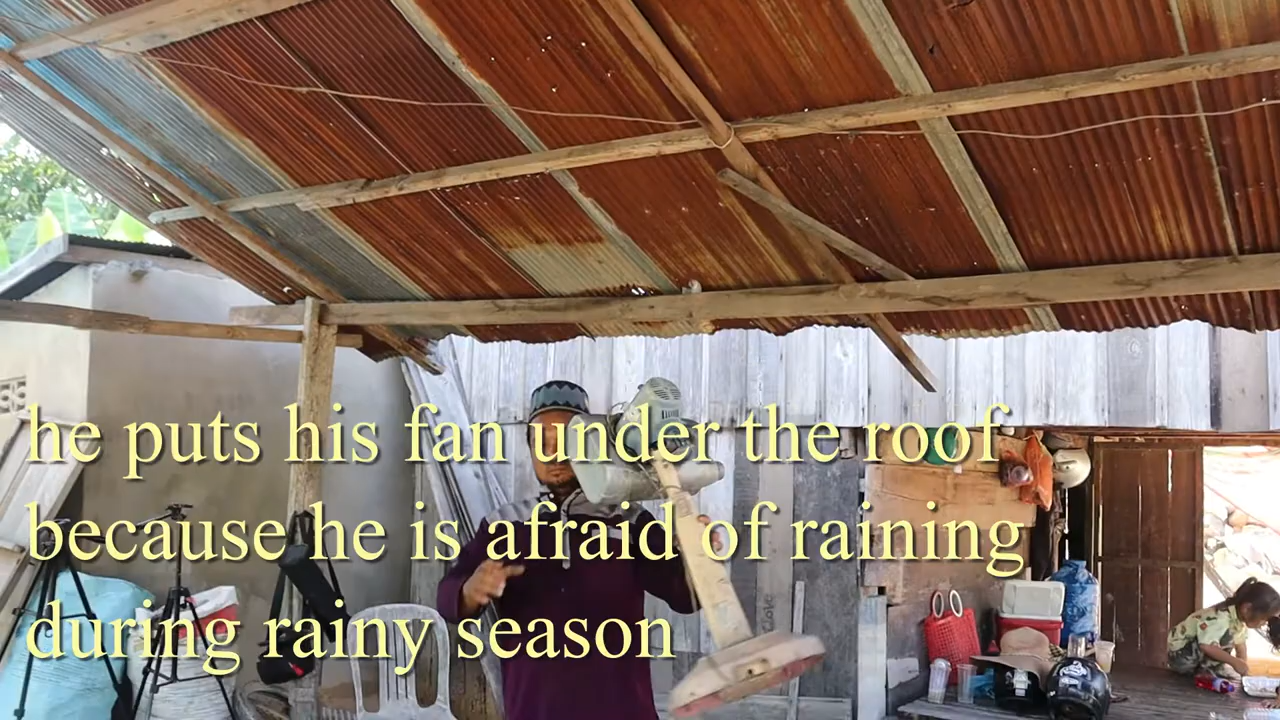 he puts his fan under the roof
because he is afraid of raining
during rainy season